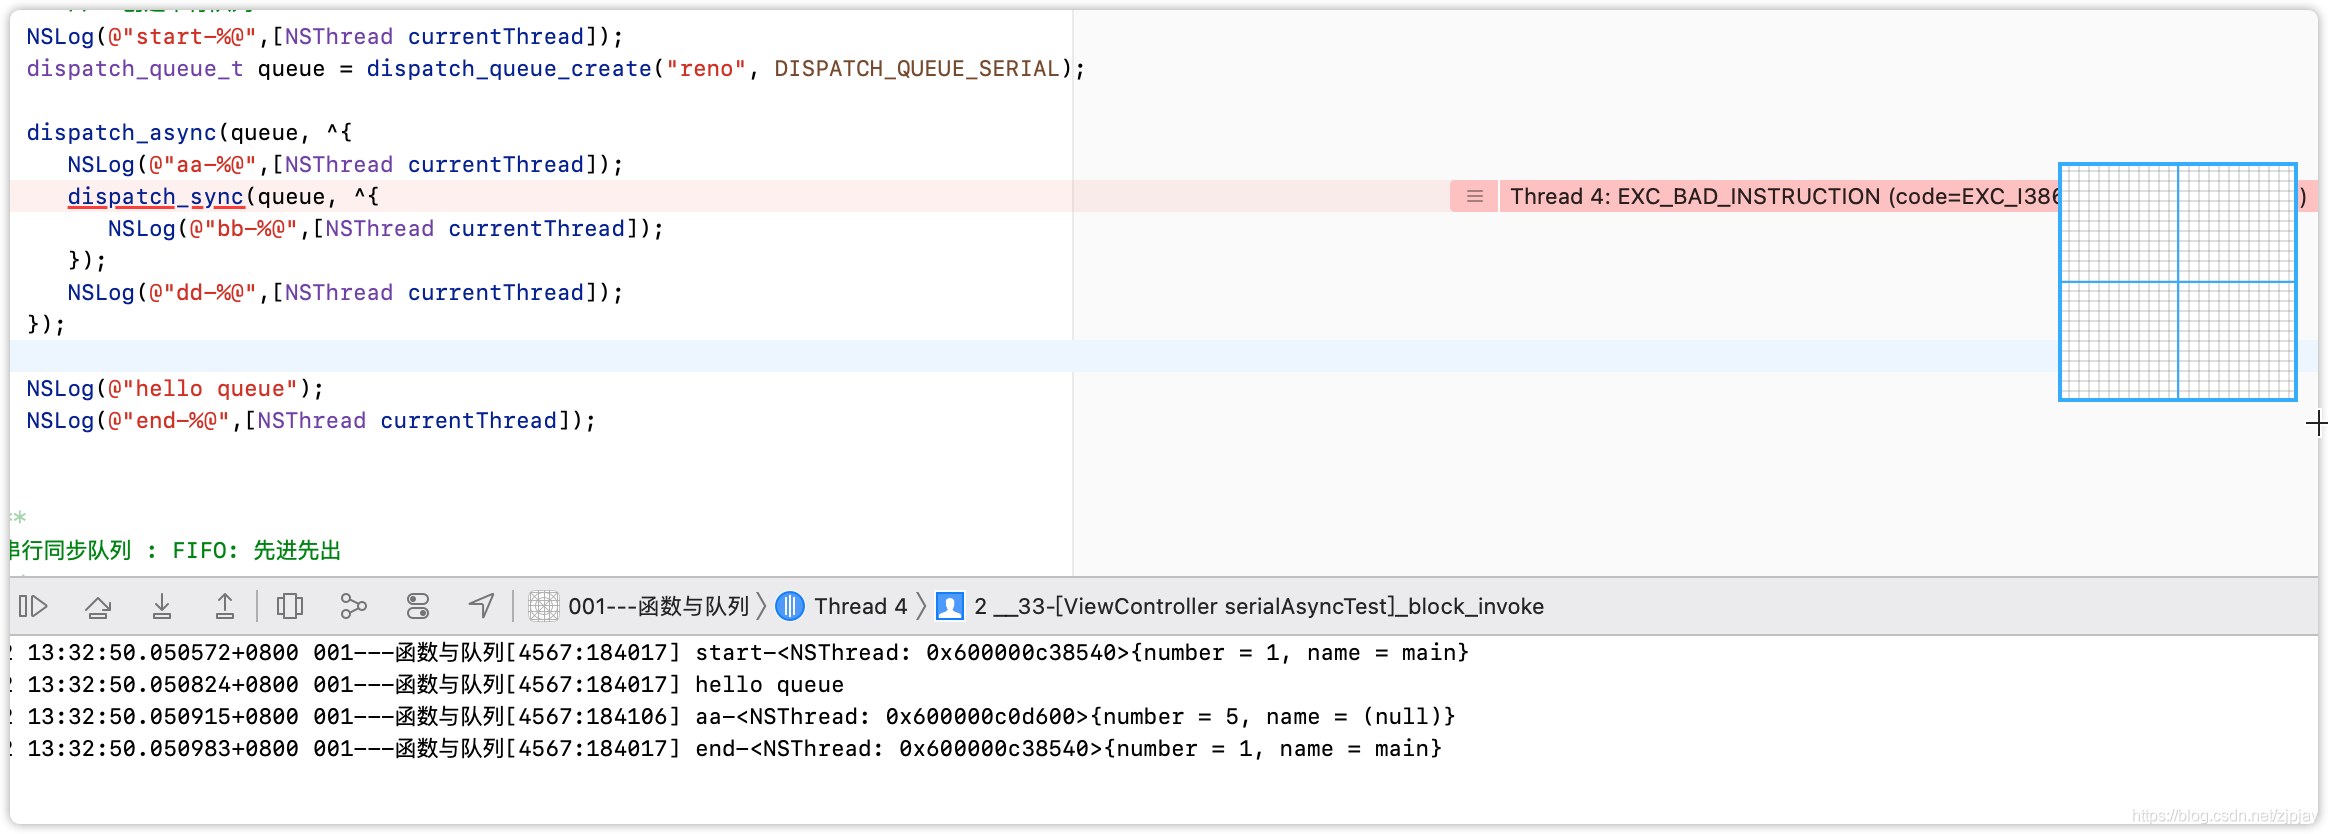 NSLog(@"start-%@",[NSThread currentThread]);
dispatch_queue_t queue = dispatch_queue_create("reno", DISPATCH_QUEUE_SERIAL);
dispatch_async(queue, ^{
NSLog(@"aa-%@",[NSThread currentThread]);
dispatch_sync(queue, ^{
Thread 4: EXC_BAD_INSTRUCTION (code=EXC_I386 )
NSLog(@"bb-%@",[NSThread currentThread]);
});
NSLog(@"dd-%@",[NSThread currentThread]);
});
NSLog(@"hello queue");
NSLog(@"end-%@",[NSThread currentThread]);
*
串行同步队列 : FIFO: 先进先出
001---函数与队列 Thread 4 2 __33-[ViewController serialAsyncTest]_block_invoke
13:32:50.050572+0800 001---函数与队列[4567:184017] start-<NSThread: 0x600000c38540>{number = 1, name = main}
13:32:50.050824+0800 001---函数与队列[4567:184017] hello queue
13:32:50.050915+0800 001---函数与队列[4567:184106] aa-<NSThread: 0x600000c0d600>{number = 5, name = (null)}
13:32:50.050983+0800 001---函数与队列[4567:184017] end-<NSThread: 0x600000c38540>{number = 1, name = main}
https://blog.csdn.net/zjpjay